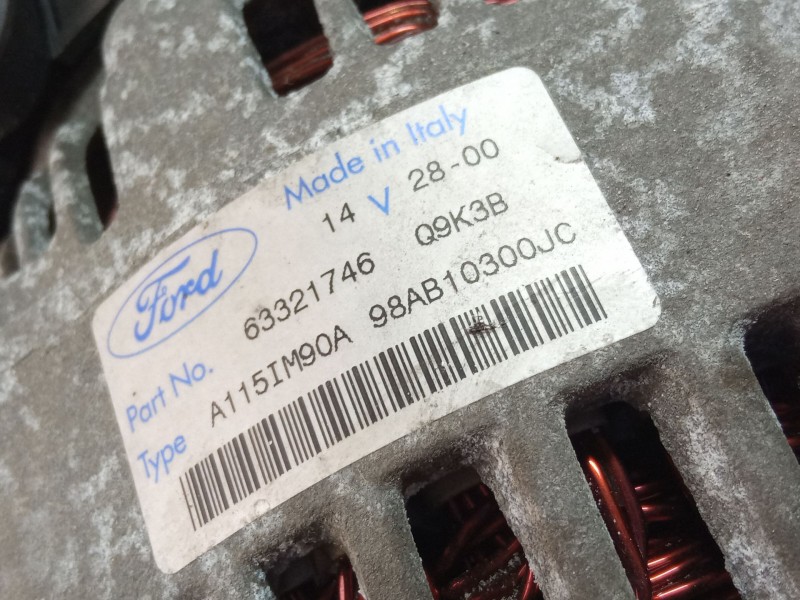 Made in Italy
Ford
14 V 28-00
Part No. 63321746 Q9K3B
Type A115IM90A 98AB10300JC